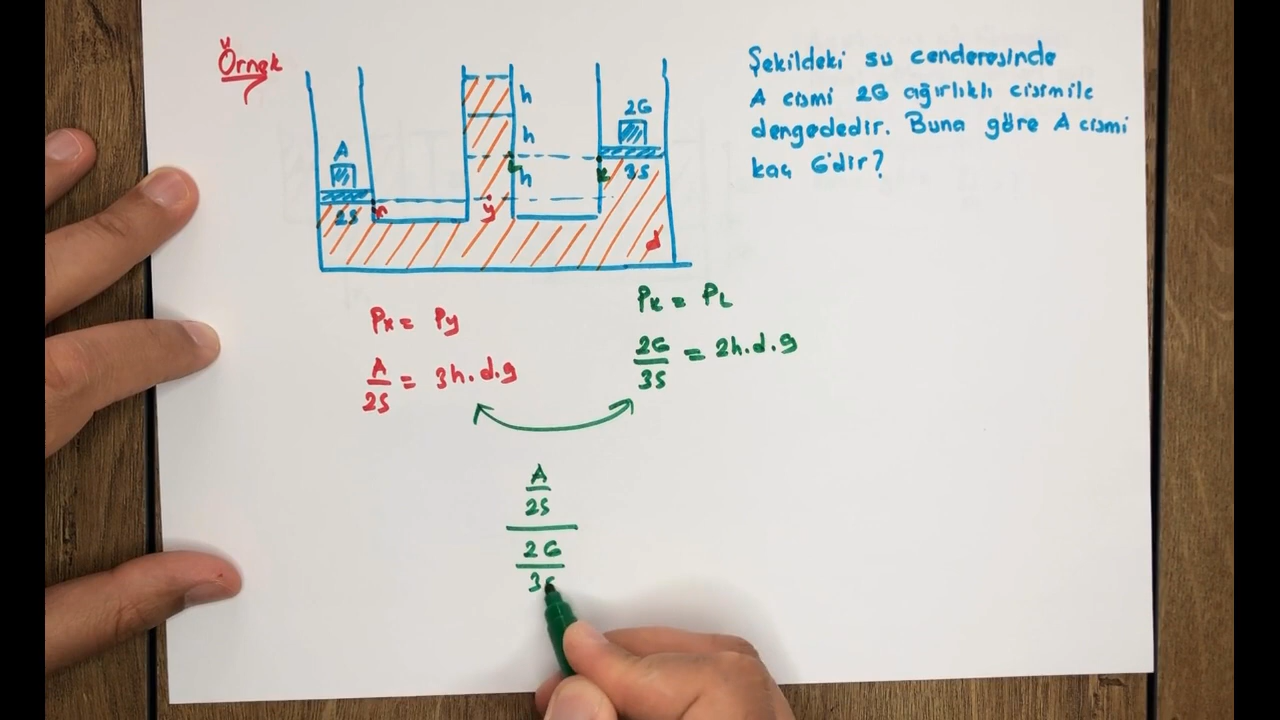 Örnek
Şekildeki su cenderesinde
A cismi 2G ağırlıklı cisimile
dengededir. Buna göre A cismi
kaç G'dir?
h
h
h
A
2G
2S
3S
x
y
L
K
d
Px = Py
A/2S = 3h.d.g
PK = PL
2G/3S = 2h.d.g
A
2S
2G
3S